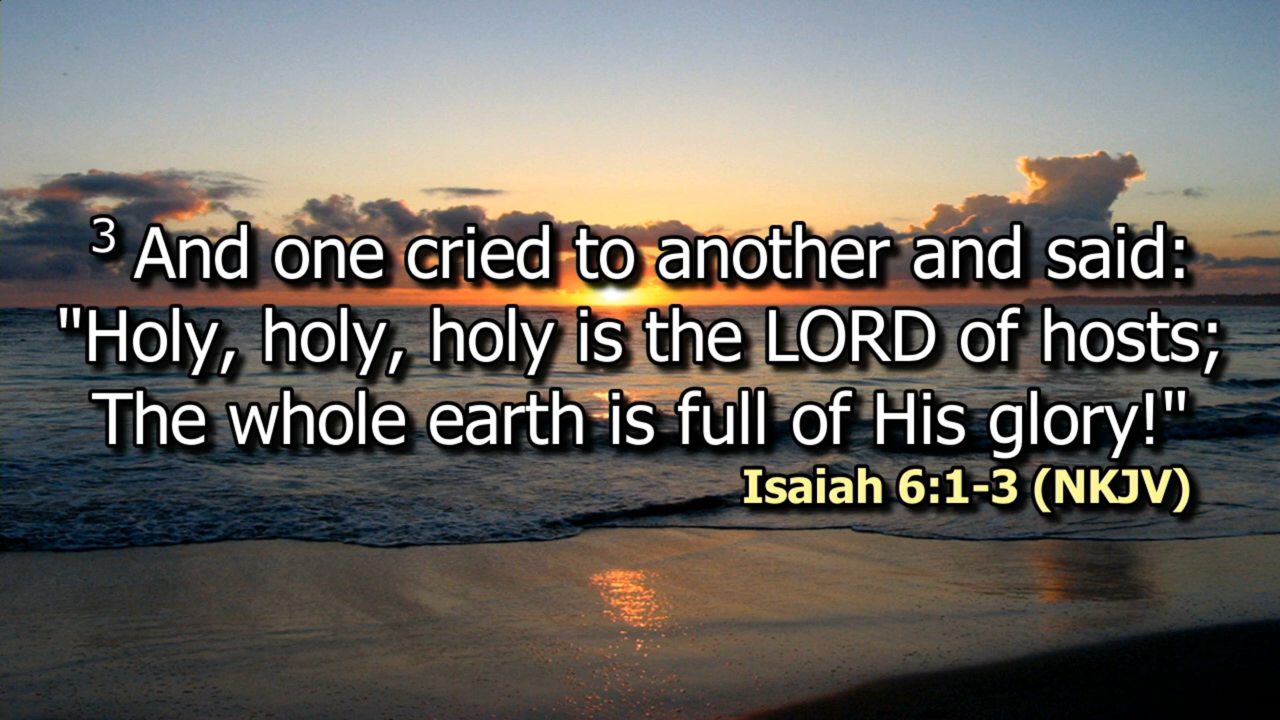 3 And one cried to another and said:
"Holy, holy, holy is the LORD of hosts;
The whole earth is full of His glory!"
Isaiah 6:1-3 (NKJV)